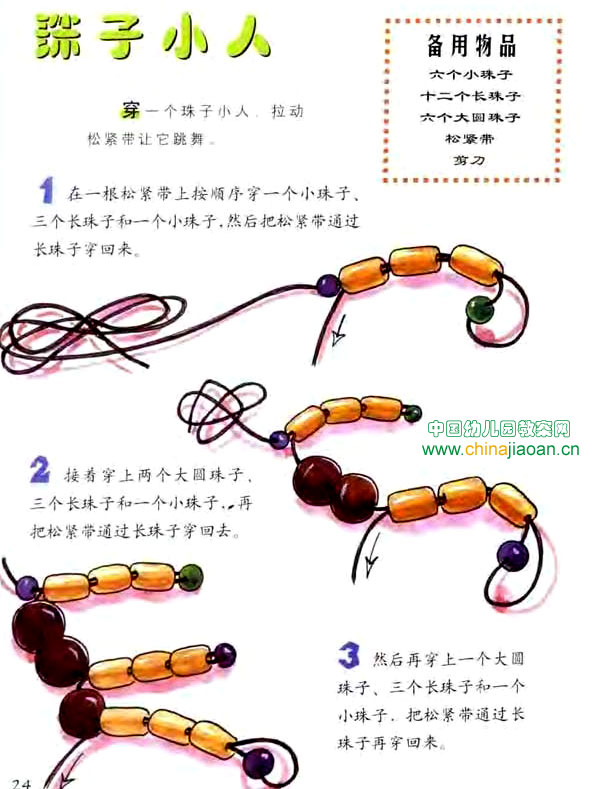 珠子小人
备用物品
六个小珠子
十二个长珠子
六个大圆珠子
松紧带
剪刀
穿一个珠子小人，拉动
松紧带让它跳舞。
1 在一根松紧带上按顺序穿一个小珠子、
三个长珠子和一个小珠子,然后把松紧带通过
长珠子穿回来。
中国幼儿园教案网
www.chinajiaoan.cn
2 接着穿上两个大圆珠子、
三个长珠子和一个小珠子,再
把松紧带通过长珠子穿回去。
3 然后再穿上一个大圆
珠子、三个长珠子和一个
小珠子，把松紧带通过长
珠子再穿回来。
24